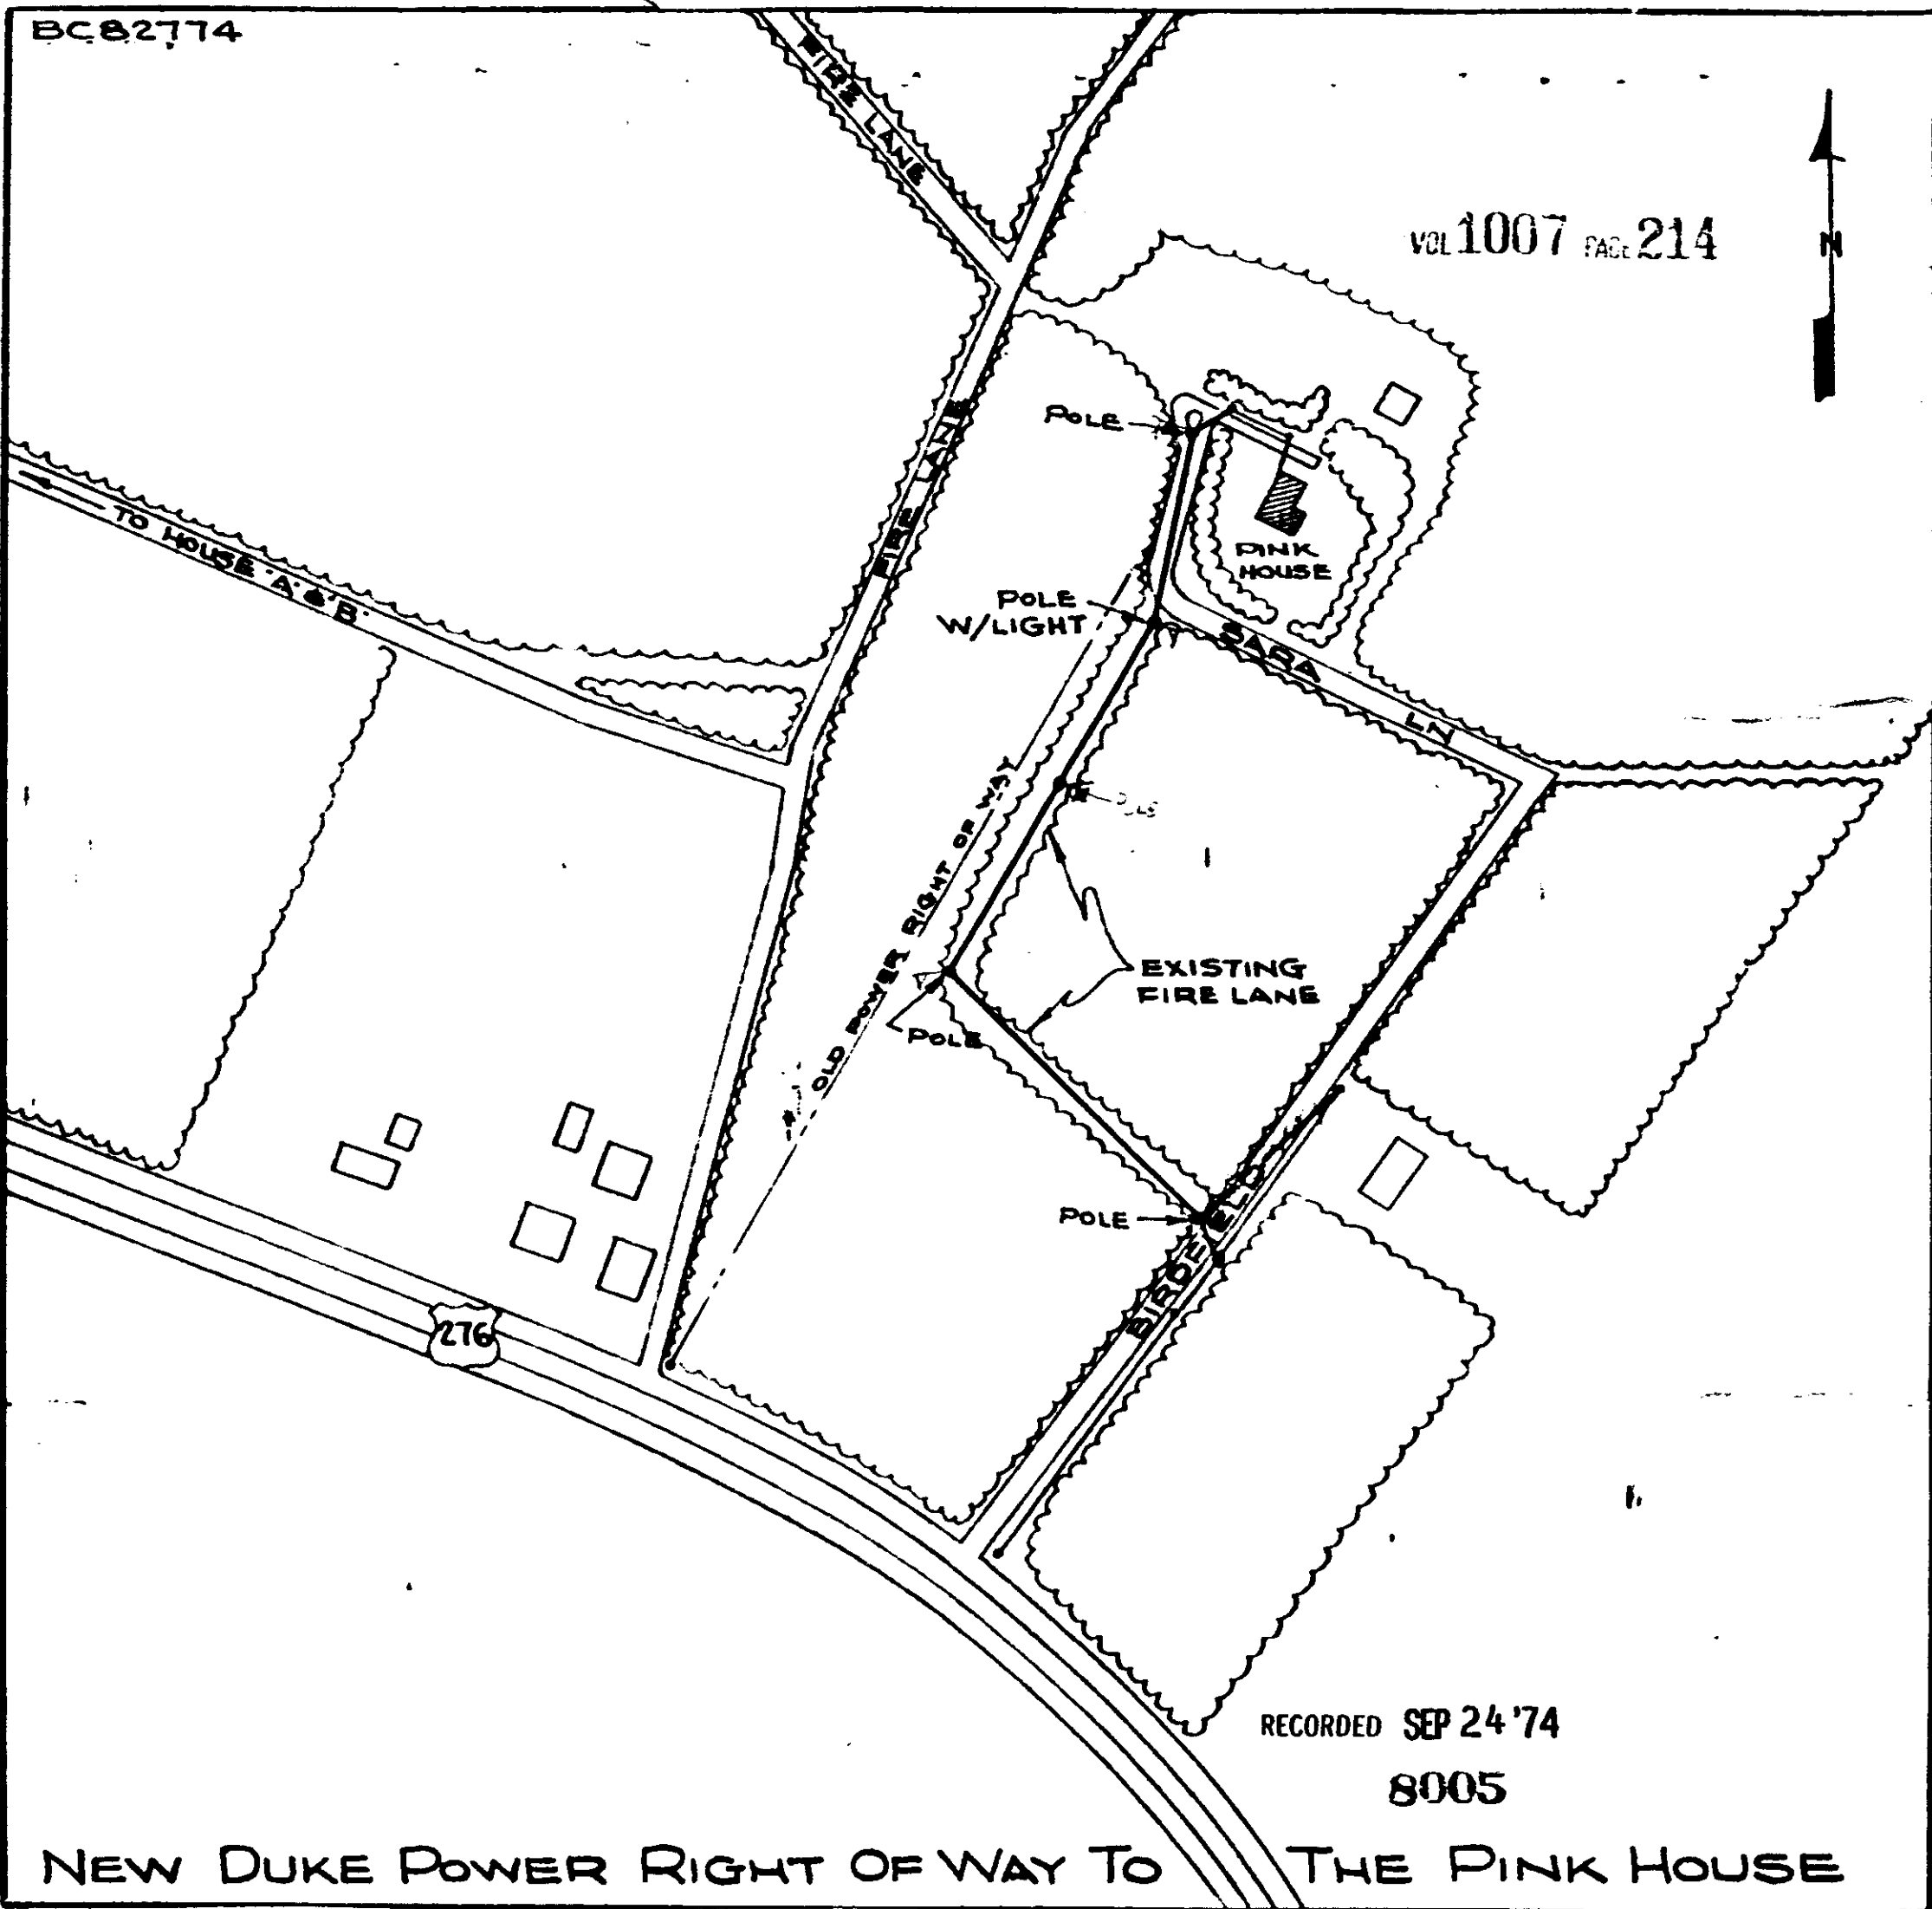 BC82774
FIRE LANE
VOL 1007 PAGE 214
N
POLE
FIRE LANE
TO HOUSE "A" & "B"
PINK
HOUSE
POLE
W/LIGHT
SARA LN
OLD POWER RIGHT OF WAY
EXISTING
FIRE LANE
POLE
POLE
276
RECORDED SEP 24 '74
8005
NEW DUKE POWER RIGHT OF WAY TO THE PINK HOUSE